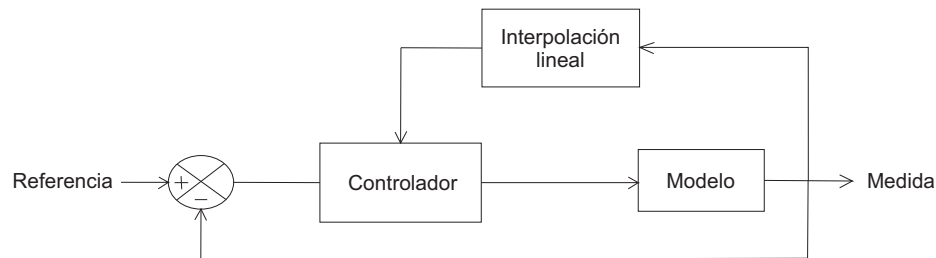 Interpolación
lineal
Referencia
+
−
Controlador
Modelo
Medida